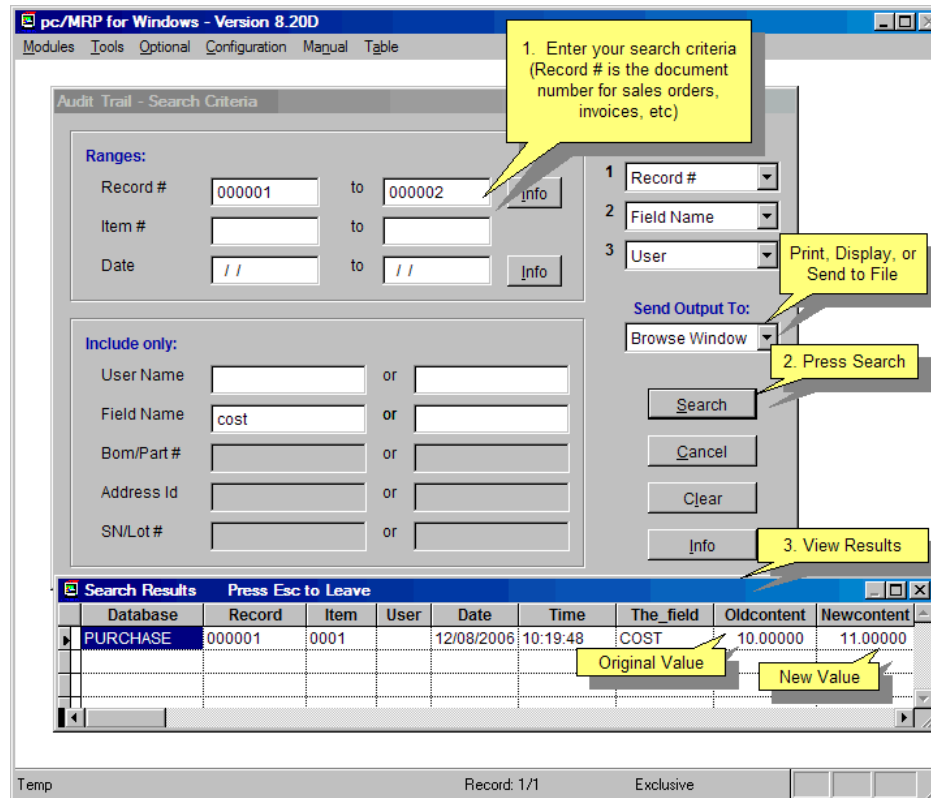 pc/MRP for Windows - Version 8.20D
Modules Tools Optional Configuration Manual Table
1. Enter your search criteria
(Record # is the document
number for sales orders,
invoices, etc)
Audit Trail - Search Criteria
Ranges:
Record # 000001 to 000002 Info
Item # to
Date / / to / / Info
1 Record #
2 Field Name
3 User
Print, Display, or
Send to File
Send Output To:
Browse Window
2. Press Search
Include only:
User Name or
Field Name cost or
Bom/Part # or
Address Id or
SN/Lot # or
Search
Cancel
Clear
Info
3. View Results
Search Results Press Esc to Leave
Database Record Item User Date Time The_field Oldcontent Newcontent
PURCHASE 000001 0001 12/08/2006 10:19:48 COST 10.00000 11.00000
Original Value
New Value
Temp Record: 1/1 Exclusive